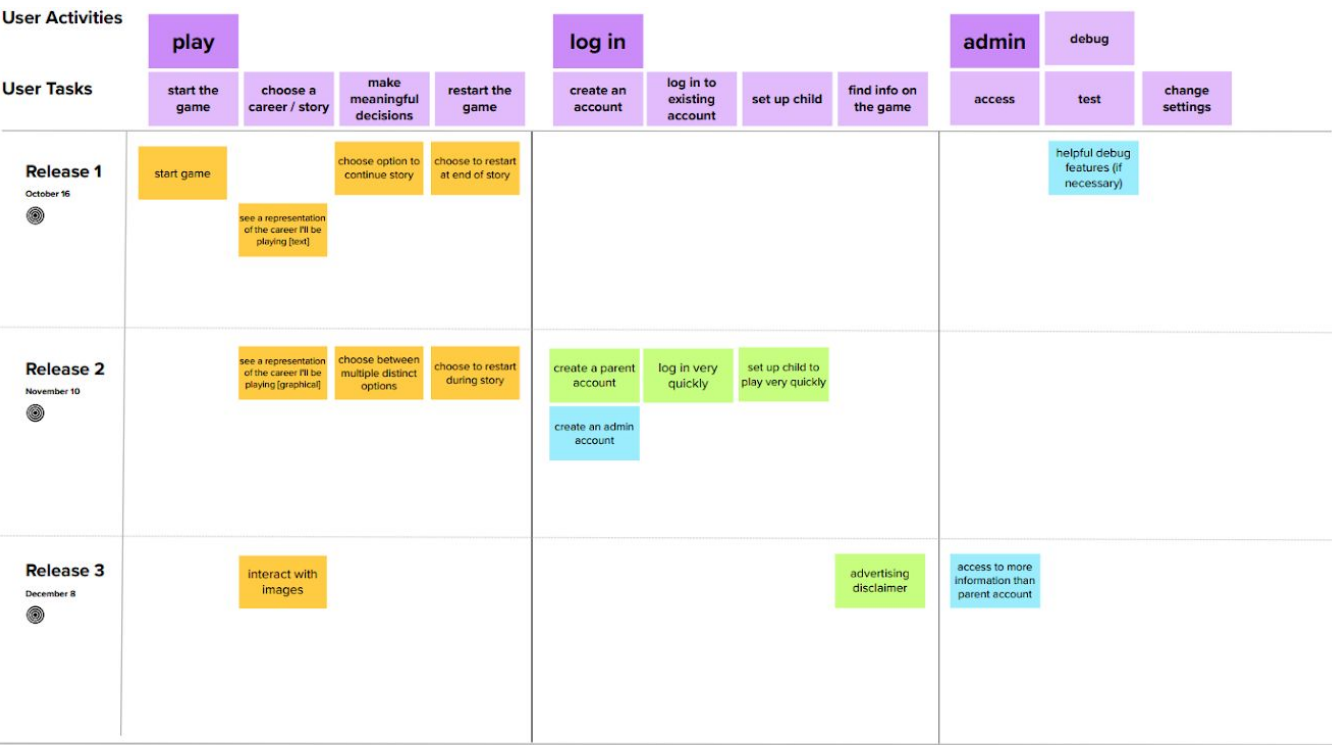 User Activities
play
log in
admin
debug
User Tasks
start the
game
choose a
career / story
make
meaningful
decisions
restart the
game
create an
account
log in to
existing
account
set up child
find info on
the game
access
test
change
settings
Release 1
October 16
start game
see a representation
of the career I'll be
playing [text]
choose option to
continue story
choose to restart
at end of story
helpful debug
features (if
necessary)
Release 2
November 10
see a representation
of the career I'll be
playing [graphical]
choose between
multiple distinct
options
choose to restart
during story
create a parent
account
create an admin
account
log in very
quickly
set up child to
play very quickly
Release 3
December 8
interact with
images
advertising
disclaimer
access to more
information than
parent account